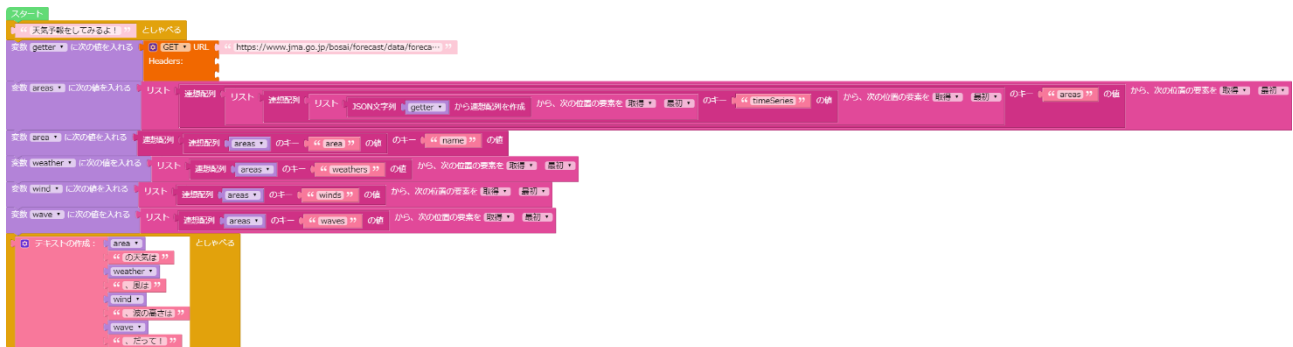 スタート
“ 天気予報をしてみるよ！ ” としゃべる
変数 getter に次の値を入れる GET URL “ https://www.jma.go.jp/bosai/forecast/data/foreca… ”
Headers:
変数 areas に次の値を入れる リスト 連想配列 リスト 連想配列 リスト JSON文字列 getter から連想配列を作成 から、次の位置の要素を 取得 最初 のキー “ timeSeries ” の値 から、次の位置の要素を 取得 最初 のキー “ areas ” の値 から、次の位置の要素を 取得 最初
変数 area に次の値を入れる 連想配列 連想配列 areas のキー “ area ” の値 のキー “ name ” の値
変数 weather に次の値を入れる リスト 連想配列 areas のキー “ weathers ” の値 から、次の位置の要素を 取得 最初
変数 wind に次の値を入れる リスト 連想配列 areas のキー “ winds ” の値 から、次の位置の要素を 取得 最初
変数 wave に次の値を入れる リスト 連想配列 areas のキー “ waves ” の値 から、次の位置の要素を 取得 最初
テキストの作成： area としゃべる
“ の天気は ”
weather
“ 、風は ”
wind
“ 、波の高さは ”
wave
“ 、だって！ ”